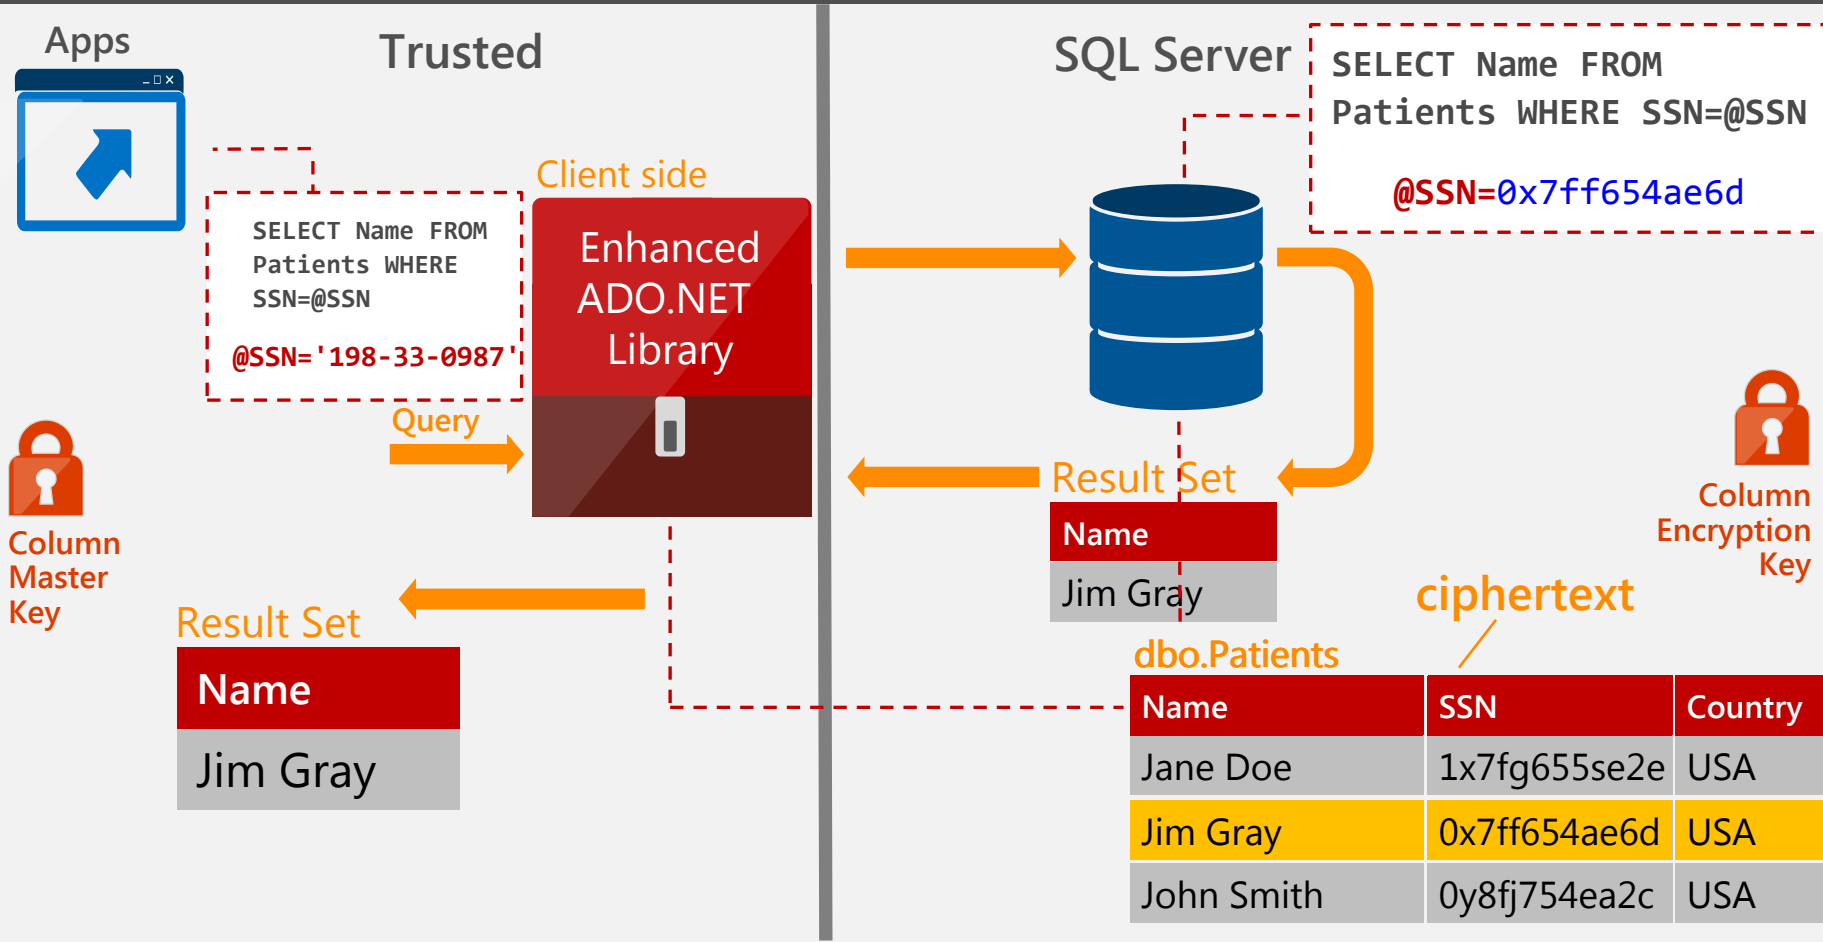 Apps
Trusted
SELECT Name FROM
Patients WHERE
SSN=@SSN
@SSN='198-33-0987'
Client side
Enhanced
ADO.NET
Library
Query
Column
Master
Key
Result Set
Name
Jim Gray
SQL Server
SELECT Name FROM
Patients WHERE SSN=@SSN
@SSN=0x7ff654ae6d
Result Set
Name
Jim Gray
Column
Encryption
Key
ciphertext
dbo.Patients
Name SSN Country
Jane Doe 1x7fg655se2e USA
Jim Gray 0x7ff654ae6d USA
John Smith 0y8fj754ea2c USA